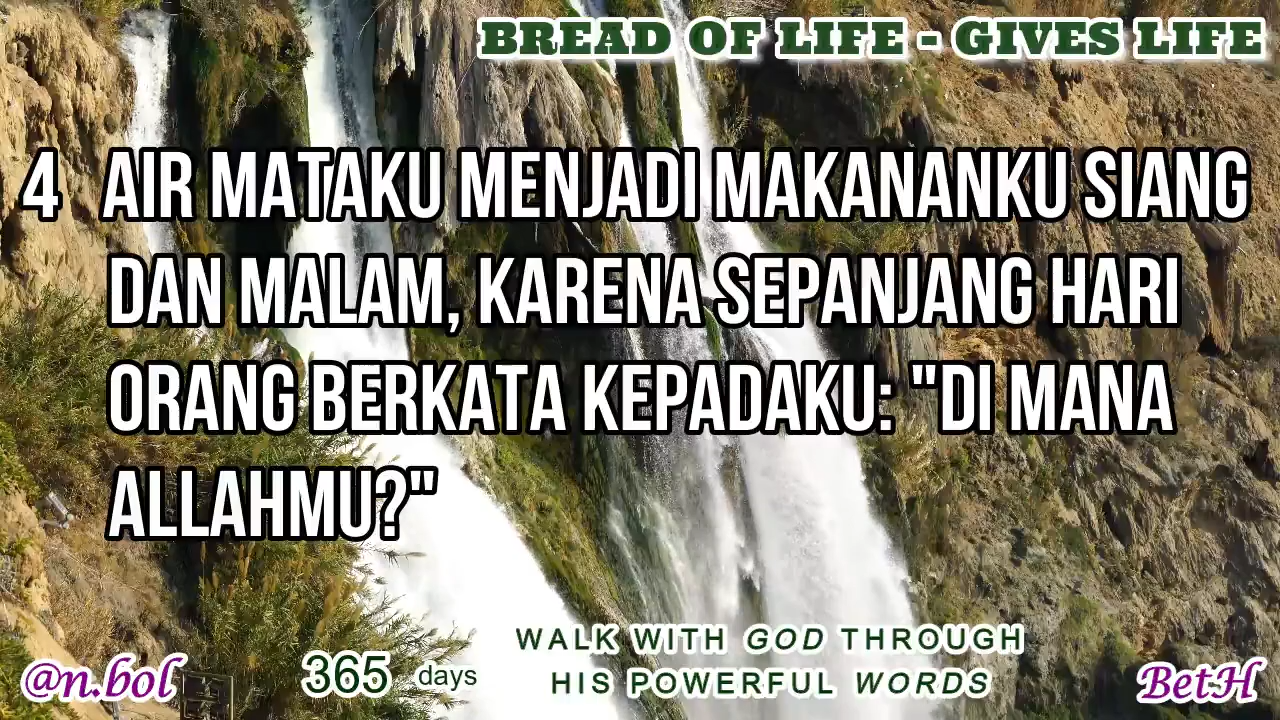 BREAD OF LIFE - GIVES LIFE
4 AIR MATAKU MENJADI MAKANANKU SIANG
DAN MALAM, KARENA SEPANJANG HARI
ORANG BERKATA KEPADAKU: "DI MANA
ALLAHMU?"
WALK WITH GOD THROUGH
HIS POWERFUL WORDS
@n.bol
365 days
BetH